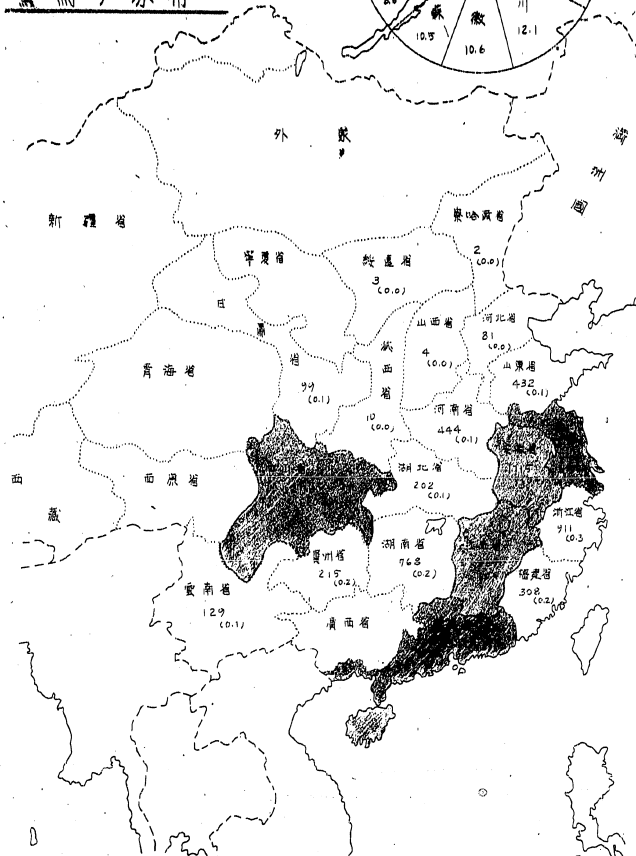 蘇
10.5
徽
10.6
川
12.1
外 蒙
新疆省
國
察哈爾省
2
(0.0)
寧夏省
綏遠省
3
(0.0)
甘
肅
省
99
(0.1)
陝西省
10
(0.0)
山西省
4
(0.0)
河北省
81
(0.0)
山東省
432
(0.1)
青海省
河南省
444
(0.1)
西康省
西
藏
湖北省
202
(0.1)
浙江省
911
(0.3
湖南省
768
(0.2)
貴州省
215
(0.2)
福建省
308
(0.2)
雲南省
129
(0.1)
廣西省